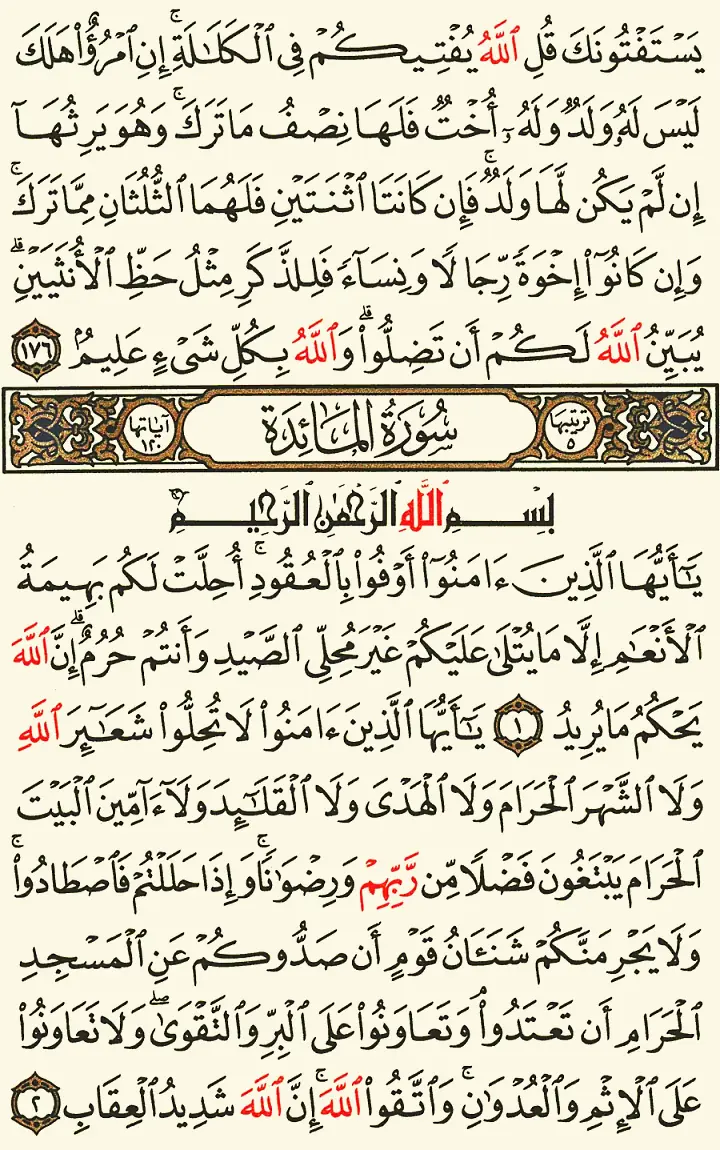 يَسْتَفْتُونَكَ قُلِ ٱللَّهُ يُفْتِيكُمْ فِى ٱلْكَلَـٰلَةِ ۚ إِنِ ٱمْرُؤٌا۟ هَلَكَ
لَيْسَ لَهُۥ وَلَدٌ وَلَهُۥٓ أُخْتٌ فَلَهَا نِصْفُ مَا تَرَكَ ۚ وَهُوَ يَرِثُهَآ
إِن لَّمْ يَكُن لَّهَا وَلَدٌ ۚ فَإِن كَانَتَا ٱثْنَتَيْنِ فَلَهُمَا ٱلثُّلُثَانِ مِمَّا تَرَكَ ۚ
وَإِن كَانُوٓا۟ إِخْوَةً رِّجَالًا وَنِسَآءً فَلِلذَّكَرِ مِثْلُ حَظِّ ٱلْأُنثَيَيْنِ ۗ
يُبَيِّنُ ٱللَّهُ لَكُمْ أَن تَضِلُّوا۟ ۗ وَٱللَّهُ بِكُلِّ شَىْءٍ عَلِيمٌۢ ١٧٦
ترتيبها ٥ سُورَةُ المَائِدَة آياتها ١٢٠
بِسْمِ ٱللَّهِ ٱلرَّحْمَـٰنِ ٱلرَّحِيمِ
يَـٰٓأَيُّهَا ٱلَّذِينَ ءَامَنُوٓا۟ أَوْفُوا۟ بِٱلْعُقُودِ ۚ أُحِلَّتْ لَكُم بَهِيمَةُ
ٱلْأَنْعَـٰمِ إِلَّا مَا يُتْلَىٰ عَلَيْكُمْ غَيْرَ مُحِلِّى ٱلصَّيْدِ وَأَنتُمْ حُرُمٌ ۗ إِنَّ ٱللَّهَ
يَحْكُمُ مَا يُرِيدُ ١ يَـٰٓأَيُّهَا ٱلَّذِينَ ءَامَنُوا۟ لَا تُحِلُّوا۟ شَعَـٰٓئِرَ ٱللَّهِ
وَلَا ٱلشَّهْرَ ٱلْحَرَامَ وَلَا ٱلْهَدْىَ وَلَا ٱلْقَلَـٰٓئِدَ وَلَآ ءَآمِّينَ ٱلْبَيْتَ
ٱلْحَرَامَ يَبْتَغُونَ فَضْلًا مِّن رَّبِّهِمْ وَرِضْوَٰنًا ۚ وَإِذَا حَلَلْتُمْ فَٱصْطَادُوا۟ ۚ
وَلَا يَجْرِمَنَّكُمْ شَنَـَٔانُ قَوْمٍ أَن صَدُّوكُمْ عَنِ ٱلْمَسْجِدِ
ٱلْحَرَامِ أَن تَعْتَدُوا۟ ۘ وَتَعَاوَنُوا۟ عَلَى ٱلْبِرِّ وَٱلتَّقْوَىٰ ۖ وَلَا تَعَاوَنُوا۟
عَلَى ٱلْإِثْمِ وَٱلْعُدْوَٰنِ ۚ وَٱتَّقُوا۟ ٱللَّهَ ۚ إِنَّ ٱللَّهَ شَدِيدُ ٱلْعِقَابِ ٢